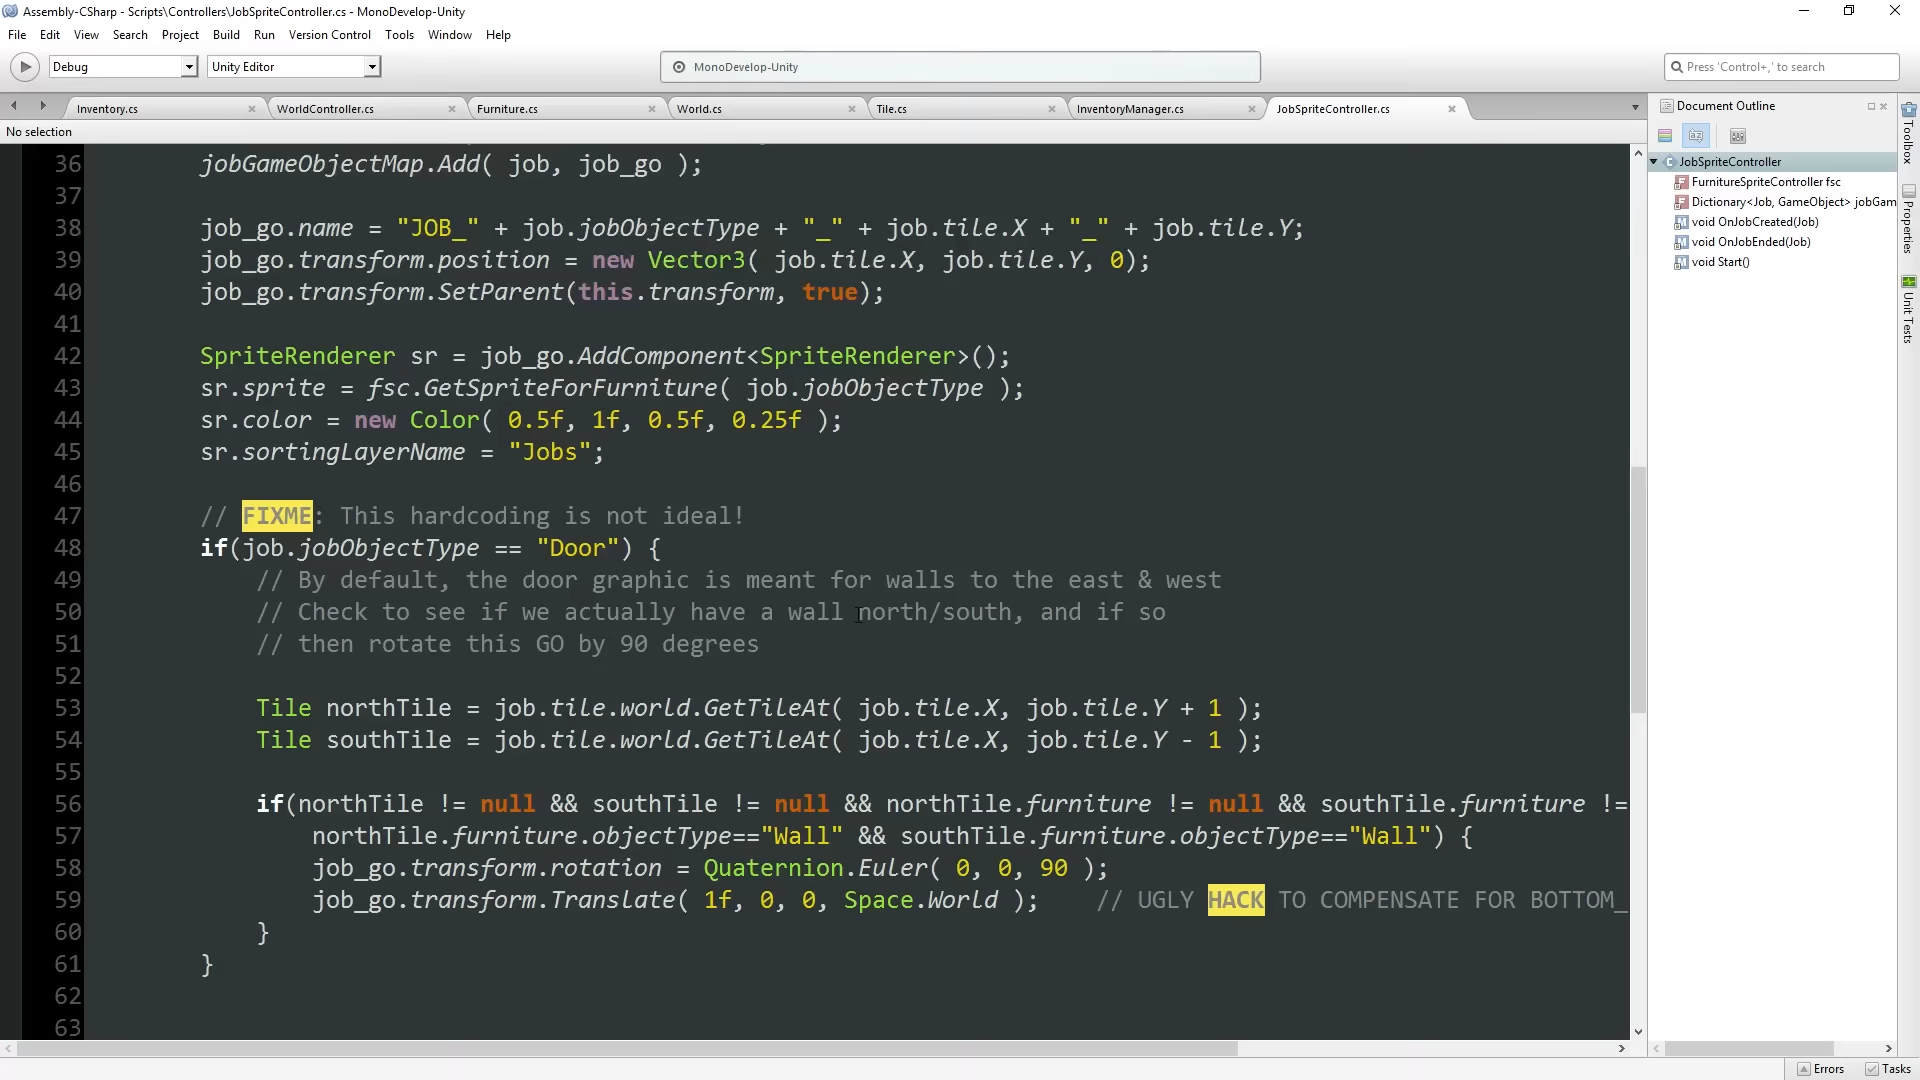 Assembly-CSharp - Scripts\Controllers\JobSpriteController.cs - MonoDevelop-Unity
File Edit View Search Project Build Run Version Control Tools Window Help
Debug Unity Editor MonoDevelop-Unity Press 'Control+,' to search
Inventory.cs WorldController.cs Furniture.cs World.cs Tile.cs InventoryManager.cs JobSpriteController.cs
No selection
36 jobGameObjectMap.Add( job, job_go );
37
38 job_go.name = "JOB_" + job.jobObjectType + "_" + job.tile.X + "_" + job.tile.Y;
39 job_go.transform.position = new Vector3( job.tile.X, job.tile.Y, 0);
40 job_go.transform.SetParent(this.transform, true);
41
42 SpriteRenderer sr = job_go.AddComponent<SpriteRenderer>();
43 sr.sprite = fsc.GetSpriteForFurniture( job.jobObjectType );
44 sr.color = new Color( 0.5f, 1f, 0.5f, 0.25f );
45 sr.sortingLayerName = "Jobs";
46
47 // FIXME: This hardcoding is not ideal!
48 if(job.jobObjectType == "Door") {
49 // By default, the door graphic is meant for walls to the east & west
50 // Check to see if we actually have a wall north/south, and if so
51 // then rotate this GO by 90 degrees
52
53 Tile northTile = job.tile.world.GetTileAt( job.tile.X, job.tile.Y + 1 );
54 Tile southTile = job.tile.world.GetTileAt( job.tile.X, job.tile.Y - 1 );
55
56 if(northTile != null && southTile != null && northTile.furniture != null && southTile.furniture !=
57 northTile.furniture.objectType=="Wall" && southTile.furniture.objectType=="Wall") {
58 job_go.transform.rotation = Quaternion.Euler( 0, 0, 90 );
59 job_go.transform.Translate( 1f, 0, 0, Space.World ); // UGLY HACK TO COMPENSATE FOR BOTTOM_
60 }
61 }
62
63
Document Outline
JobSpriteController
FurnitureSpriteController fsc
Dictionary<Job, GameObject> jobGam
void OnJobCreated(Job)
void OnJobEnded(Job)
void Start()
Toolbox
Properties
Unit Tests
Errors Tasks